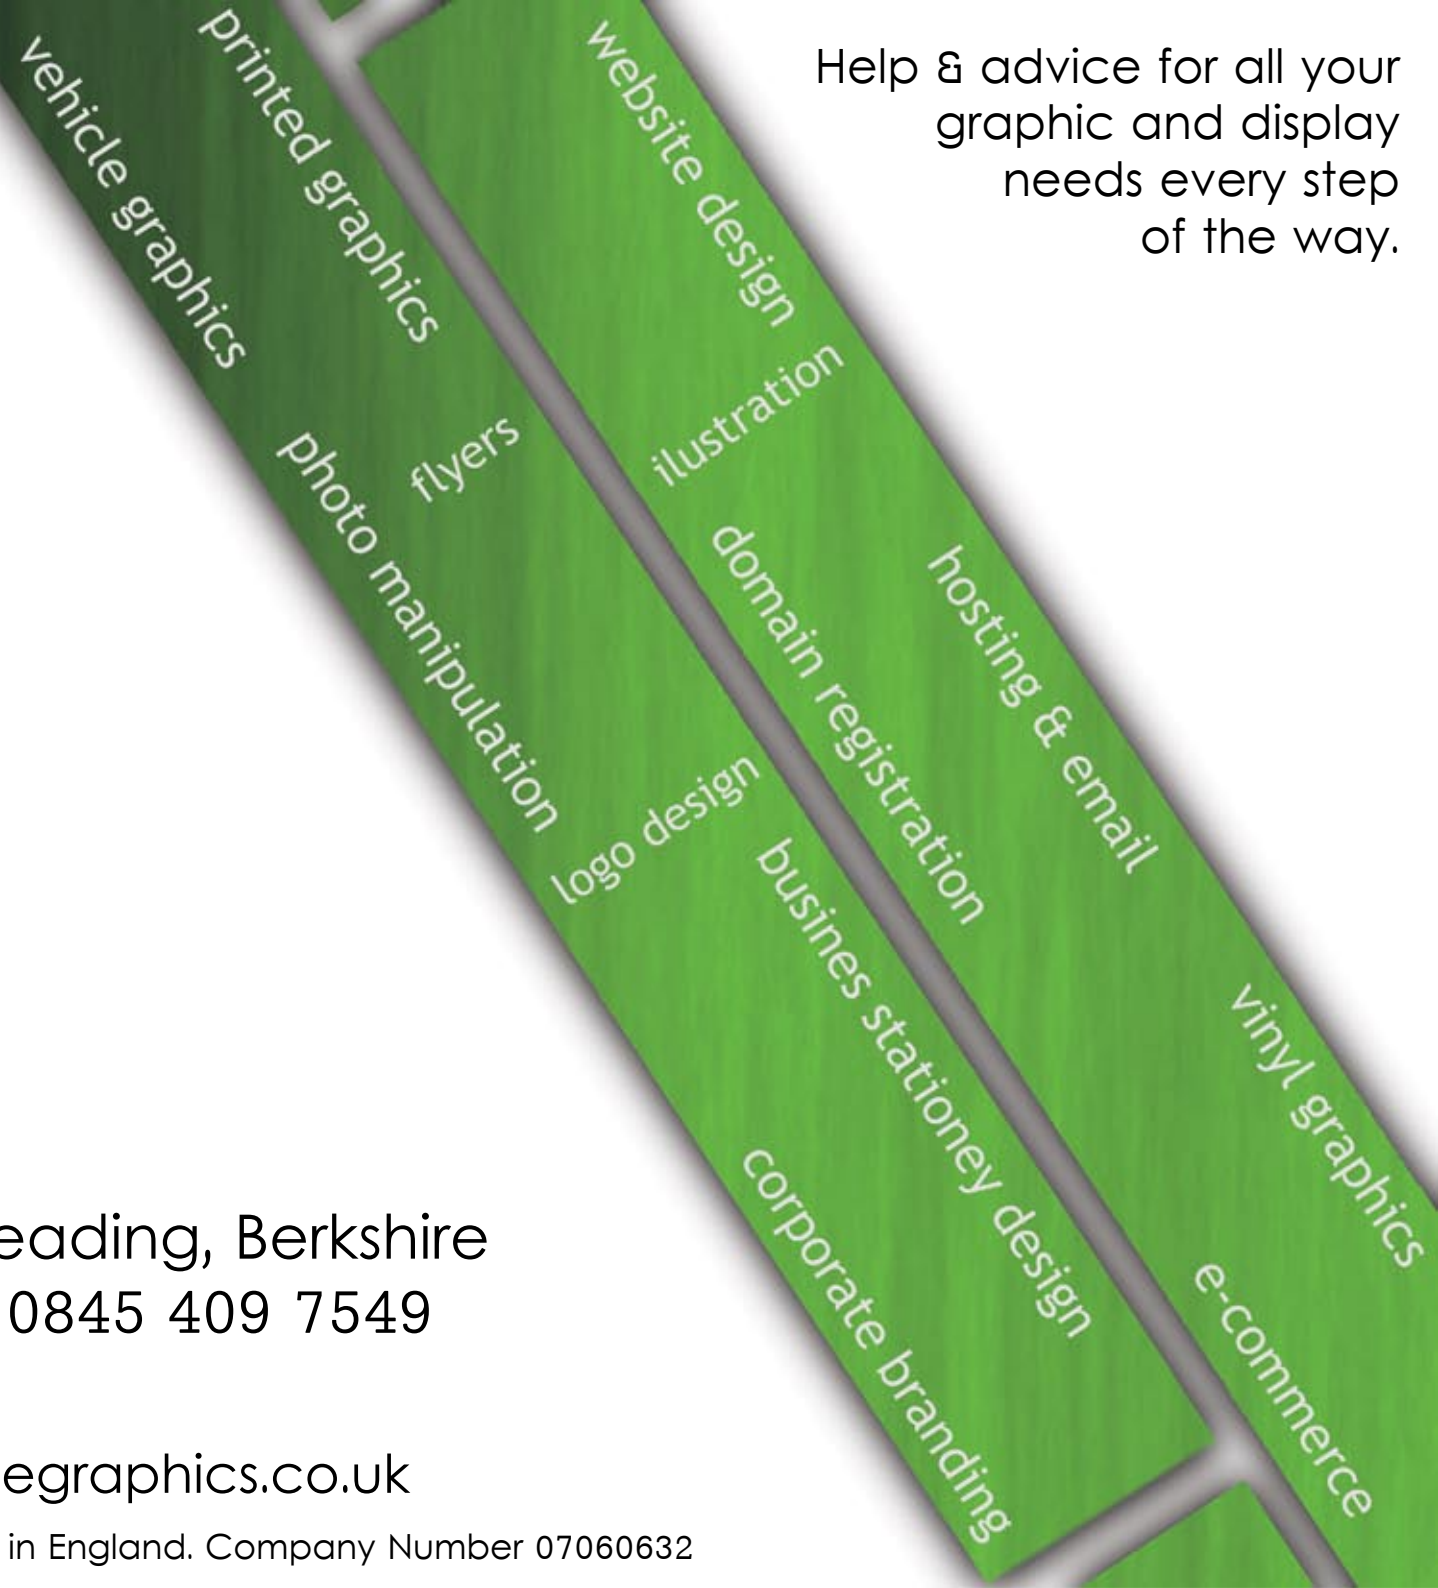 Help & advice for all your
graphic and display
needs every step
of the way.
vehicle graphics
printed graphics
website design
ilustration
flyers
photo manipulation
domain registration
hosting & email
logo design
busines stationey design
vinyl graphics
corporate branding
e-commerce
eading, Berkshire
0845 409 7549
egraphics.co.uk
in England. Company Number 07060632